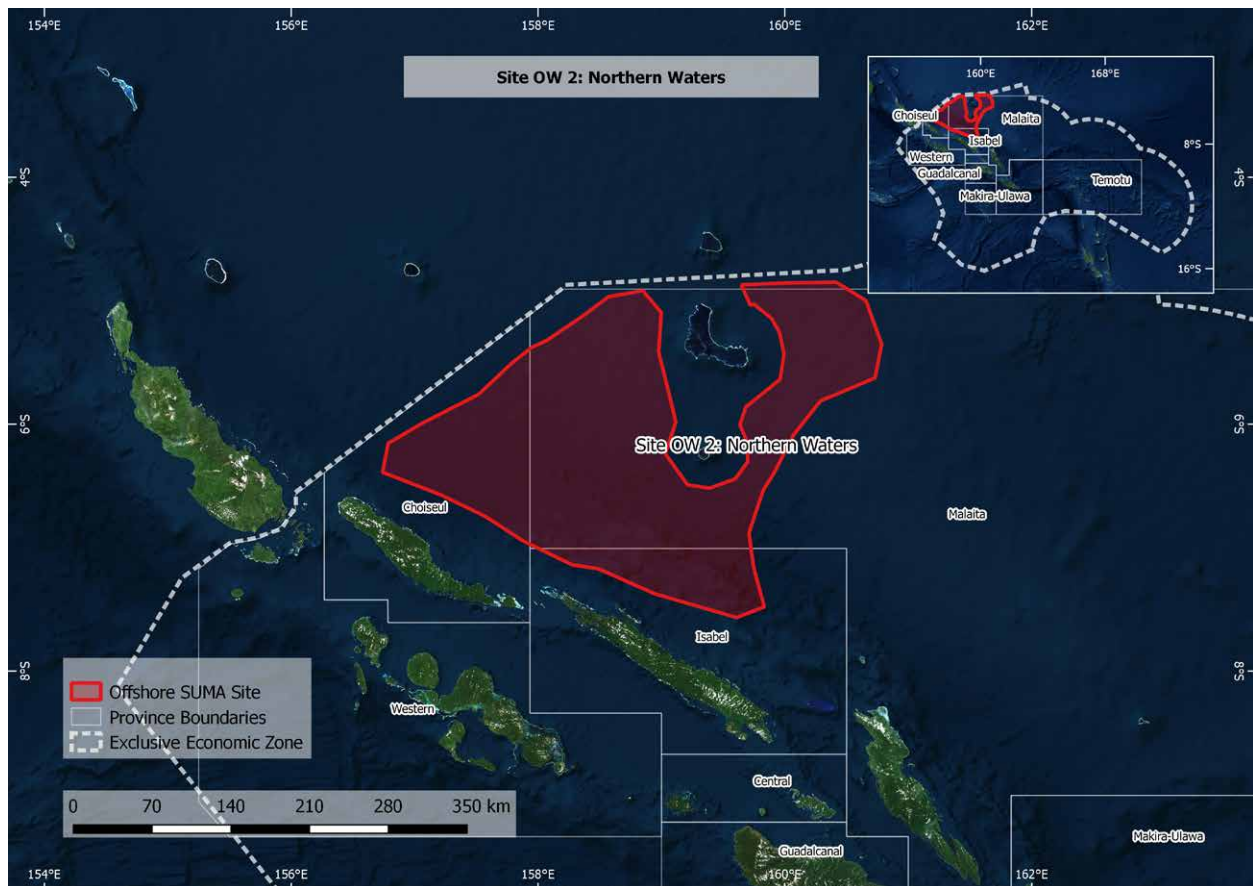 154°E
156°E
158°E
160°E
162°E
Site OW 2: Northern Waters
160°E
168°E
Choiseul
Malaita
Isabel
8°S
Western
Guadalcanal
Temotu
Makira-Ulawa
16°S
4°S
4°S
6°S
6°S
Site OW 2: Northern Waters
Choiseul
Malaita
Isabel
8°S
8°S
Offshore SUMA Site
Province Boundaries
Exclusive Economic Zone
Western
Central
0 70 140 210 280 350 km
Makira-Ulawa
Guadalcanal
154°E
156°E
158°E
160°E
162°E